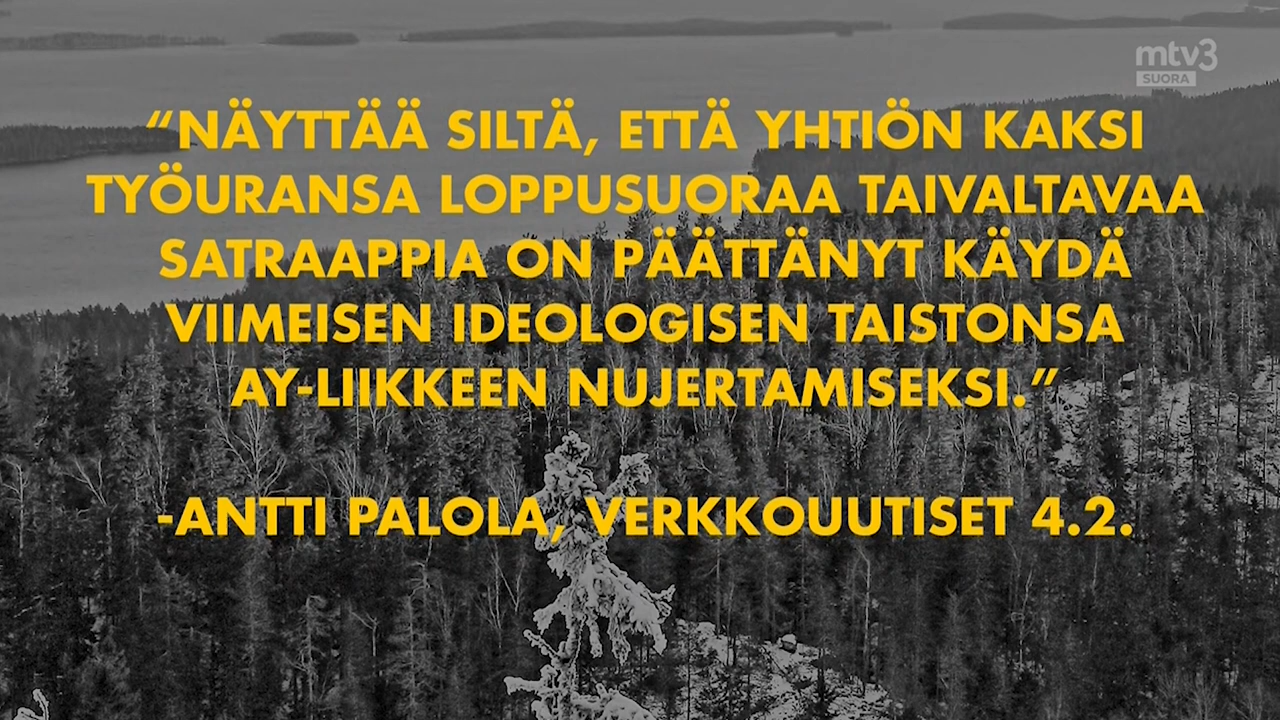 mtv3
SUORA
“NÄYTTÄÄ SILTÄ, ETTÄ YHTIÖN KAKSI
TYÖURANSA LOPPUSUORAA TAIVALTAVAA
SATRAAPPIA ON PÄÄTTÄNYT KÄYDÄ
VIIMEISEN IDEOLOGISEN TAISTONSA
AY-LIIKKEEN NUJERTAMISEKSI.”
-ANTTI PALOLA, VERKKOUUTISET 4.2.